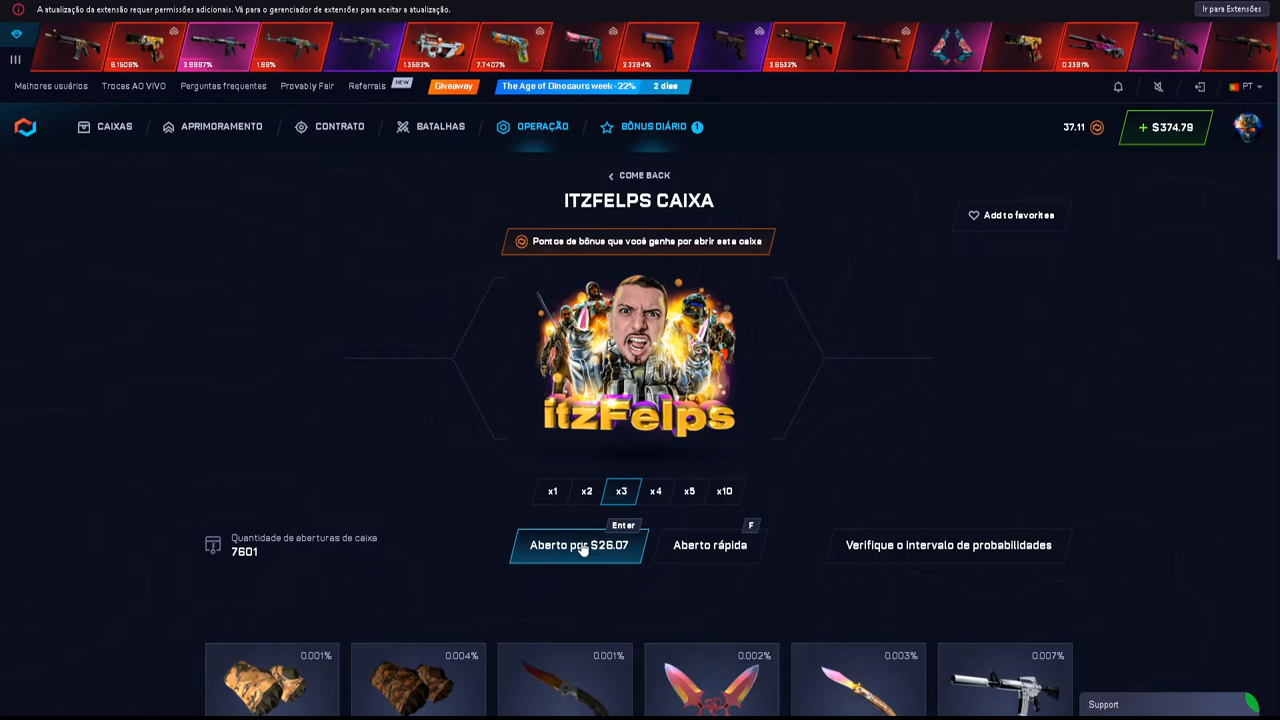 A atualização da extensão requer permissões adicionais. Vá para o gerenciador de extensões para aceitar a atualização.
Ir para Extensões
6.1508%
2.9987%
1.96%
1.3562%
7.7407%
2.2284%
2.6532%
0.2391%
Melhores usuários
Trocas AO VIVO
Perguntas frequentes
Provably Fair
Referrals
NEW
Giveaway
The Age of Dinosaurs week -22%
2 dias
PT
CAIXAS
APRIMORAMENTO
CONTRATO
BATALHAS
OPERAÇÃO
BÔNUS DIÁRIO 1
37.11
+ $374.79
COME BACK
ITZFELPS CAIXA
Add to favorites
Pontos de bônus que você ganha por abrir esta caixa
itzFelps
x1 x2 x3 x4 x5 x10
Enter
F
Quantidade de aberturas de caixa
7601
Aberto por $26.07
Aberto rápida
Verifique o intervalo de probabilidades
0.001%
0.004%
0.001%
0.002%
0.003%
0.007%
Support